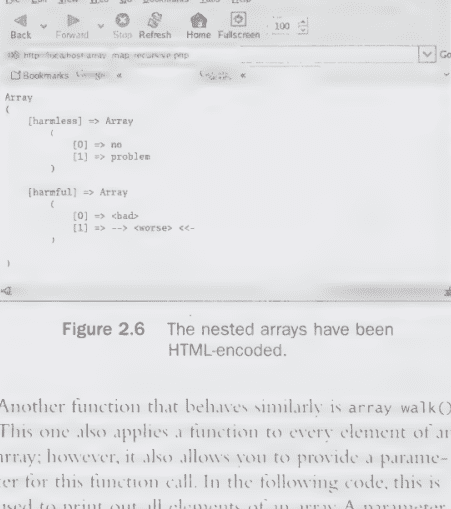 Back Forward Stop Refresh Home Fullscreen 100
Bookmarks
Array
(
[harmless] => Array
(
[0] => no
[1] => problem
)
[harmful] => Array
(
[0] => <bad>
[1] => --> <worse> <<-
)
)
Figure 2.6 The nested arrays have been
HTML-encoded.
Another function that behaves similarly is array walk()
This one also applies a function to every element of an
array; however, it also allows you to provide a parame-
ter for this function call. In the following code, this is
used to print out all elements of an array. A parameter